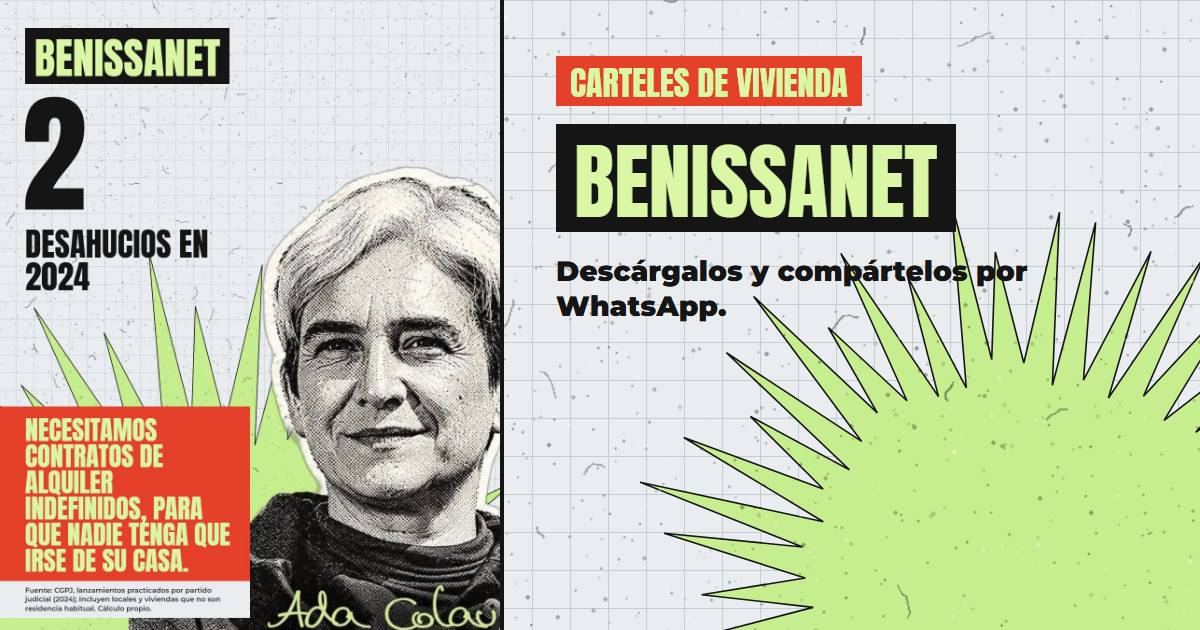 BENISSANET
2
DESAHUCIOS EN
2024
NECESITAMOS
CONTRATOS DE
ALQUILER
INDEFINIDOS, PARA
QUE NADIE TENGA QUE
IRSE DE SU CASA.
Fuente: CGPJ, lanzamientos practicados por partido
judicial (2024); incluyen locales y viviendas que no son
residencia habitual. Cálculo propio.
Ada Colau
CARTELES DE VIVIENDA
BENISSANET
Descárgalos y compártelos por
WhatsApp.